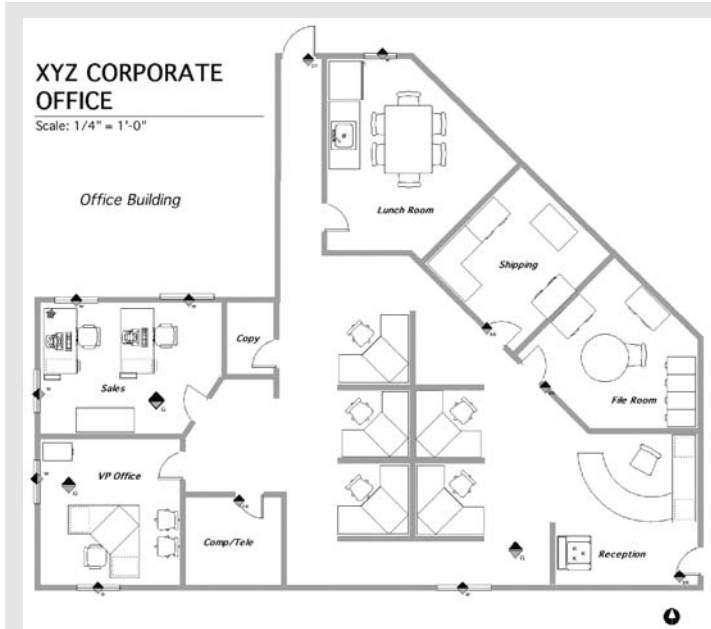 XYZ CORPORATE
OFFICE
Scale: 1/4" = 1'-0"
Office Building
Lunch Room
Shipping
Copy
Sales
File Room
G
VP Office
G
Comp/Tele
G
Reception